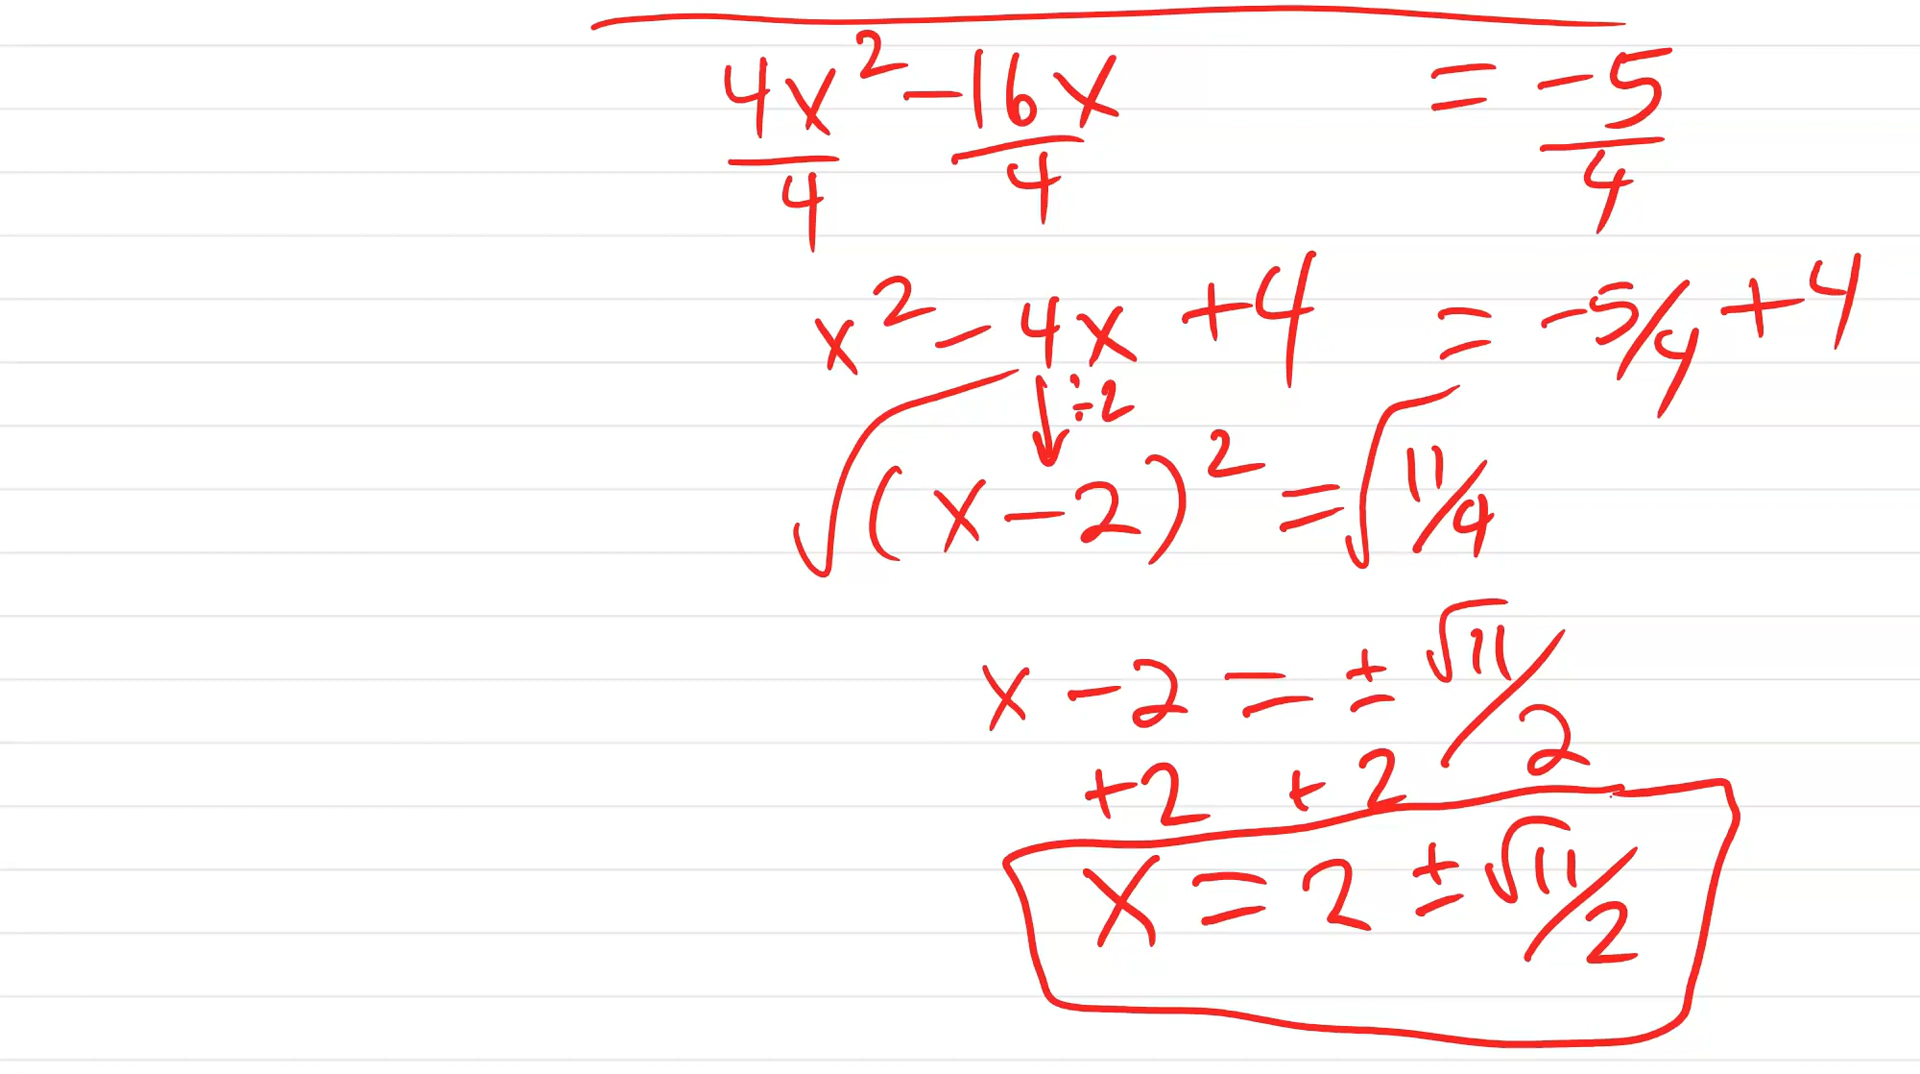 4x² - 16x = -5
4 4 4
x² - 4x + 4 = -5/4 + 4
÷2
√(x - 2)² = √11/4
x - 2 = ± √11/2
+2 +2
x = 2 ± √11/2